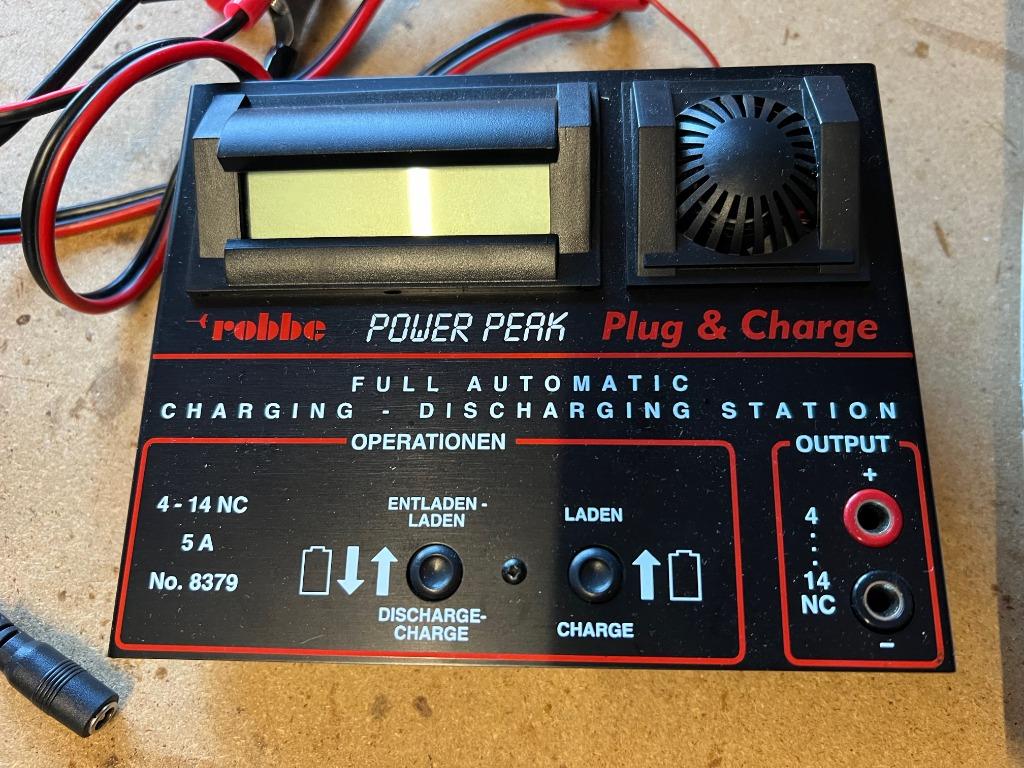 robbe POWER PEAK Plug & Charge
FULL AUTOMATIC
CHARGING - DISCHARGING STATION
OPERATIONEN
4 - 14 NC
5 A
No. 8379
ENTLADEN -
LADEN
DISCHARGE-
CHARGE
LADEN
CHARGE
OUTPUT
+
4
.
.
.
.
14
NC
−